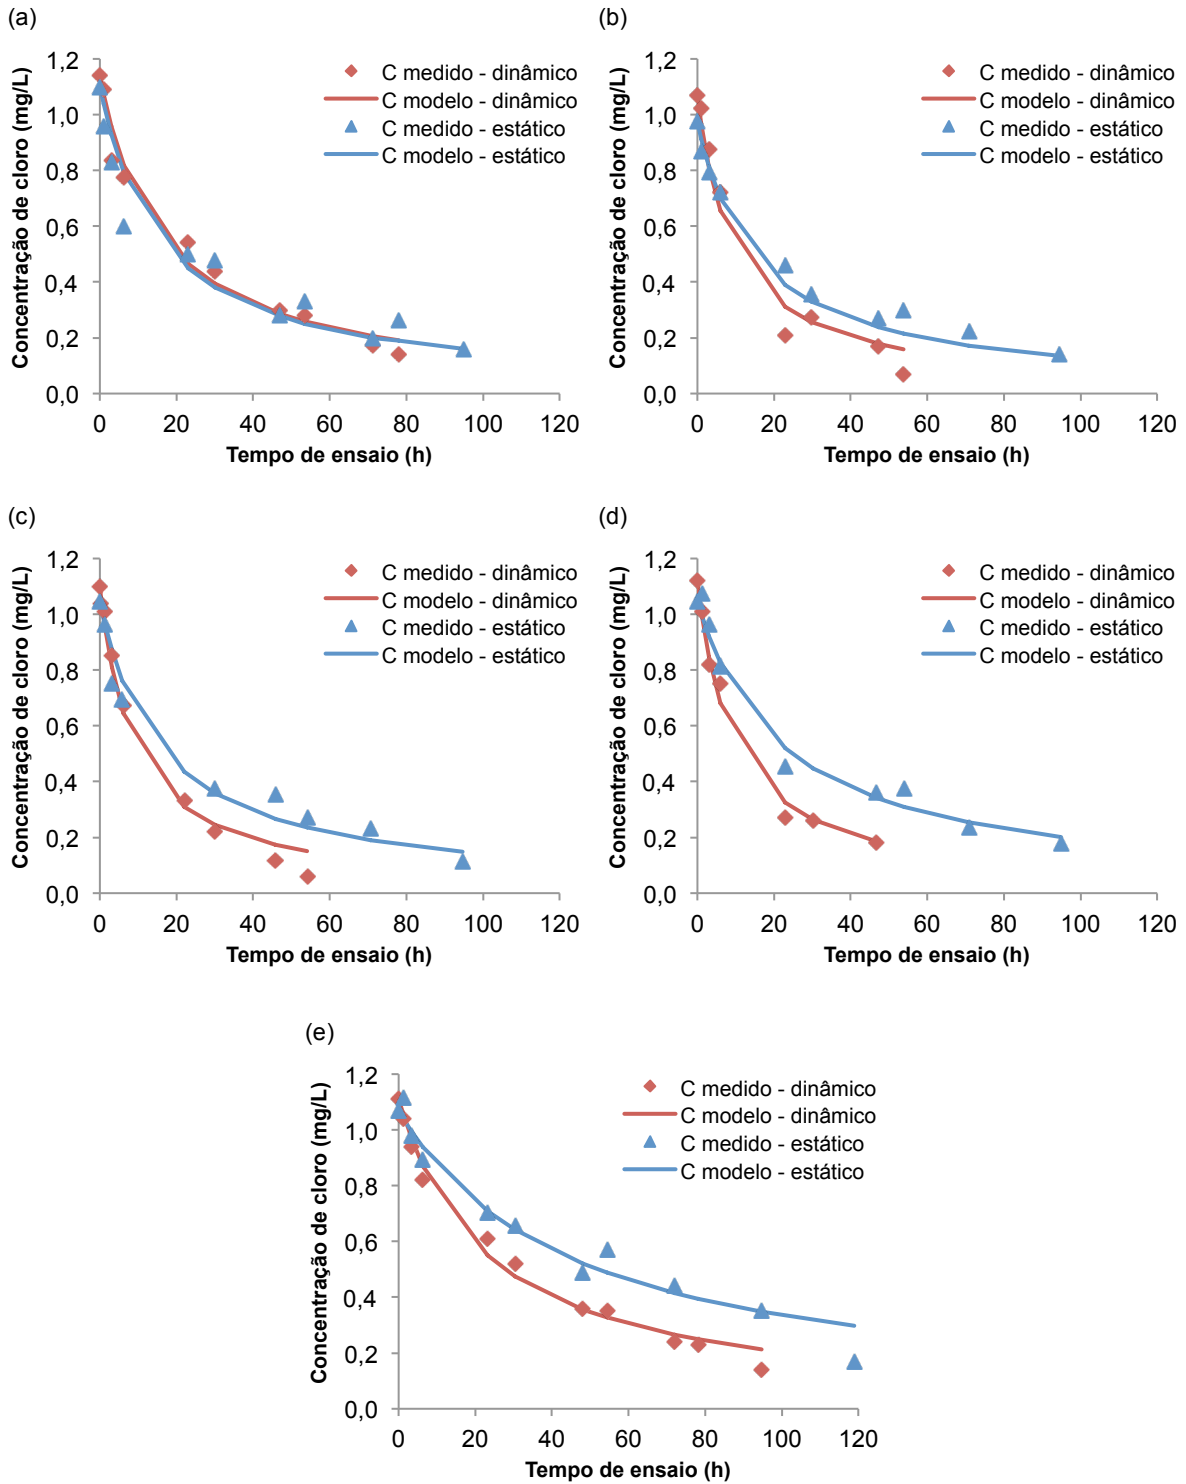 (a)
Concentração de cloro (mg/L)
1,2
1,0
0,8
0,6
0,4
0,2
0,0
0 20 40 60 80 100 120
Tempo de ensaio (h)
C medido - dinâmico
C modelo - dinâmico
C medido - estático
C modelo - estático
(b)
Concentração de cloro (mg/L)
1,2
1,0
0,8
0,6
0,4
0,2
0,0
0 20 40 60 80 100 120
Tempo de ensaio (h)
C medido - dinâmico
C modelo - dinâmico
C medido - estático
C modelo - estático
(c)
Concentração de cloro (mg/L)
1,2
1,0
0,8
0,6
0,4
0,2
0,0
0 20 40 60 80 100 120
Tempo de ensaio (h)
C medido - dinâmico
C modelo - dinâmico
C medido - estático
C modelo - estático
(d)
Concentração de cloro (mg/L)
1,2
1,0
0,8
0,6
0,4
0,2
0,0
0 20 40 60 80 100 120
Tempo de ensaio (h)
C medido - dinâmico
C modelo - dinâmico
C medido - estático
C modelo - estático
(e)
Concentração de cloro (mg/L)
1,2
1,0
0,8
0,6
0,4
0,2
0,0
0 20 40 60 80 100 120
Tempo de ensaio (h)
C medido - dinâmico
C modelo - dinâmico
C medido - estático
C modelo - estático